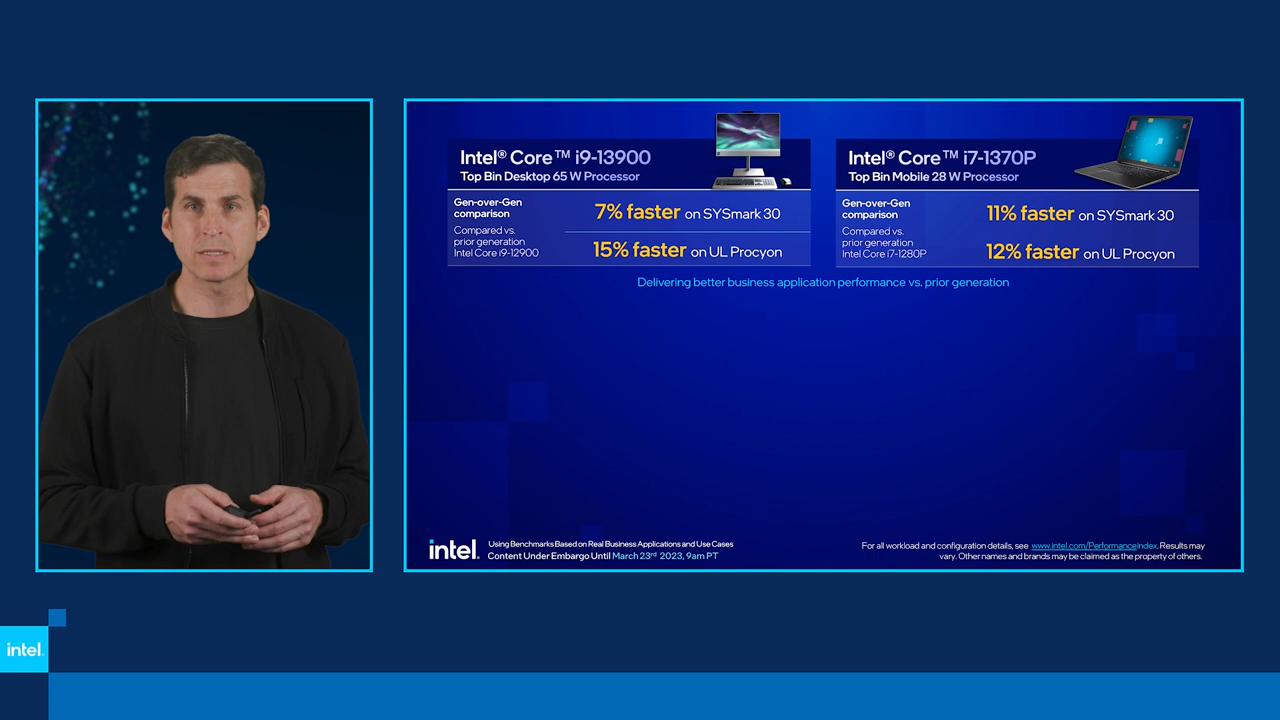 Intel® Core™ i9-13900
Top Bin Desktop 65 W Processor
Gen-over-Gen
comparison
Compared vs.
prior generation
Intel Core i9-12900
7% faster on SYSmark 30
15% faster on UL Procyon
Intel® Core™ i7-1370P
Top Bin Mobile 28 W Processor
Gen-over-Gen
comparison
Compared vs.
prior generation
Intel Core i7-1280P
11% faster on SYSmark 30
12% faster on UL Procyon
Delivering better business application performance vs. prior generation
intel.
Using Benchmarks Based on Real Business Applications and Use Cases
Content Under Embargo Until March 23rd 2023, 9am PT
For all workload and configuration details, see www.intel.com/Performanceindex. Results may
vary. Other names and brands may be claimed as the property of others.
intel.